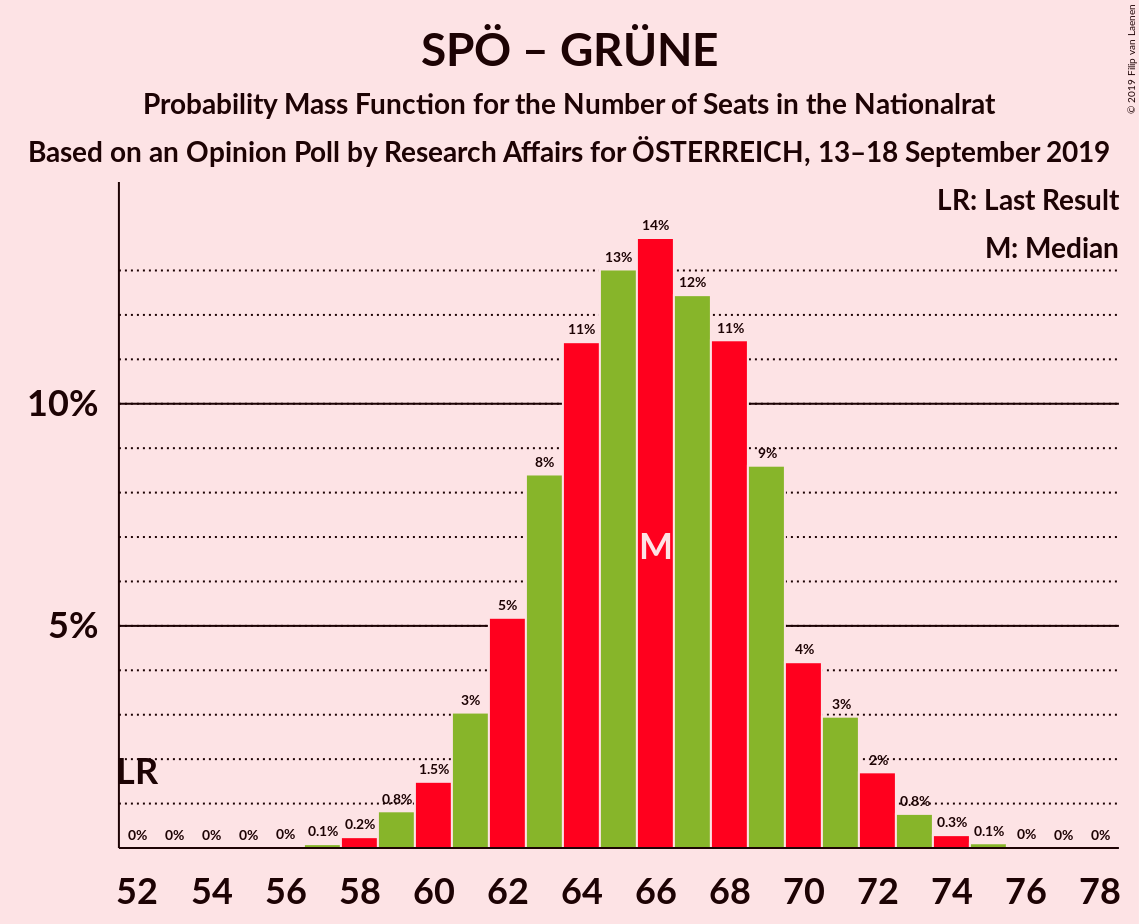 SPÖ – GRÜNE
Probability Mass Function for the Number of Seats in the Nationalrat
Based on an Opinion Poll by Research Affairs for ÖSTERREICH, 13–18 September 2019
© 2019 Filip van Laenen
LR: Last Result
M: Median
10%
5%
LR
M
0% 0% 0% 0% 0% 0.1% 0.2% 0.8% 1.5% 3% 5% 8% 11% 13% 14% 12% 11% 9% 4% 3% 2% 0.8% 0.3% 0.1% 0% 0% 0%
52 54 56 58 60 62 64 66 68 70 72 74 76 78